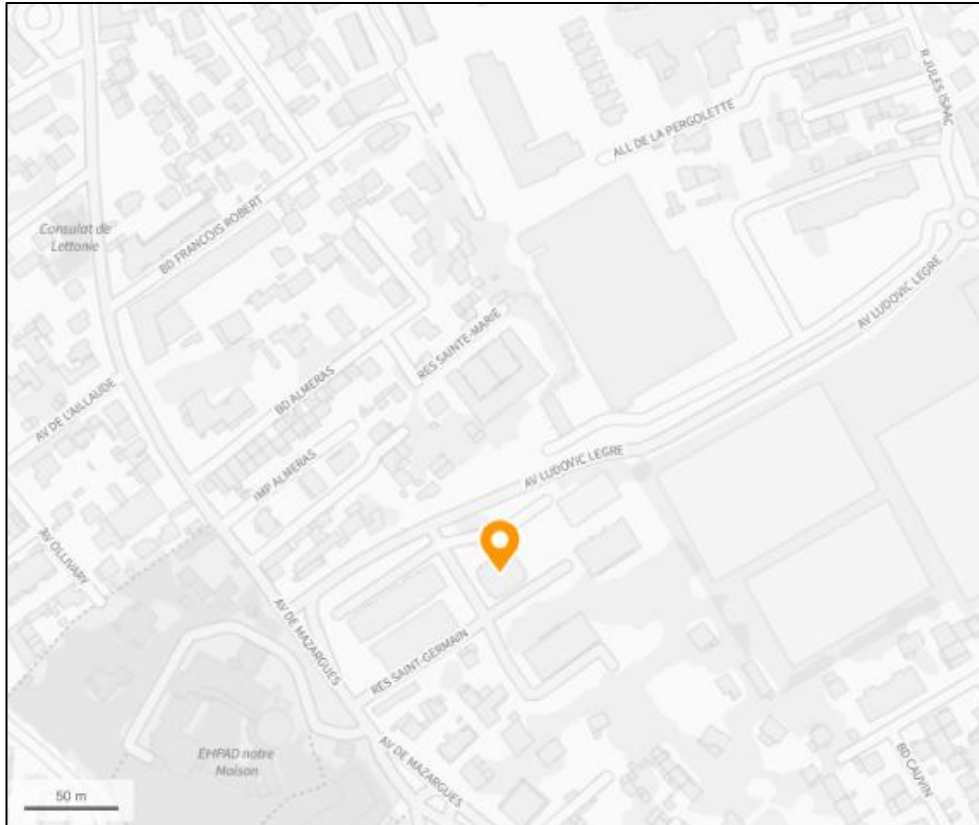 R JULES ISAAC
ALL DE LA PERGOLETTE
Consulat de
Lettonie
BD FRANÇOIS ROBERT
AV LUDOVIC LEGRE
RES SAINTE-MARIE
BD ALMERAS
AV DE L'AILLAUDE
AV LUDOVIC LEGRE
IMP ALMERAS
AV OLLIVARY
AV DE MAZARGUES
RES SAINT-GERMAIN
EHPAD notre
Maison
AV DE MAZARGUES
BD CAUVIN
50 m